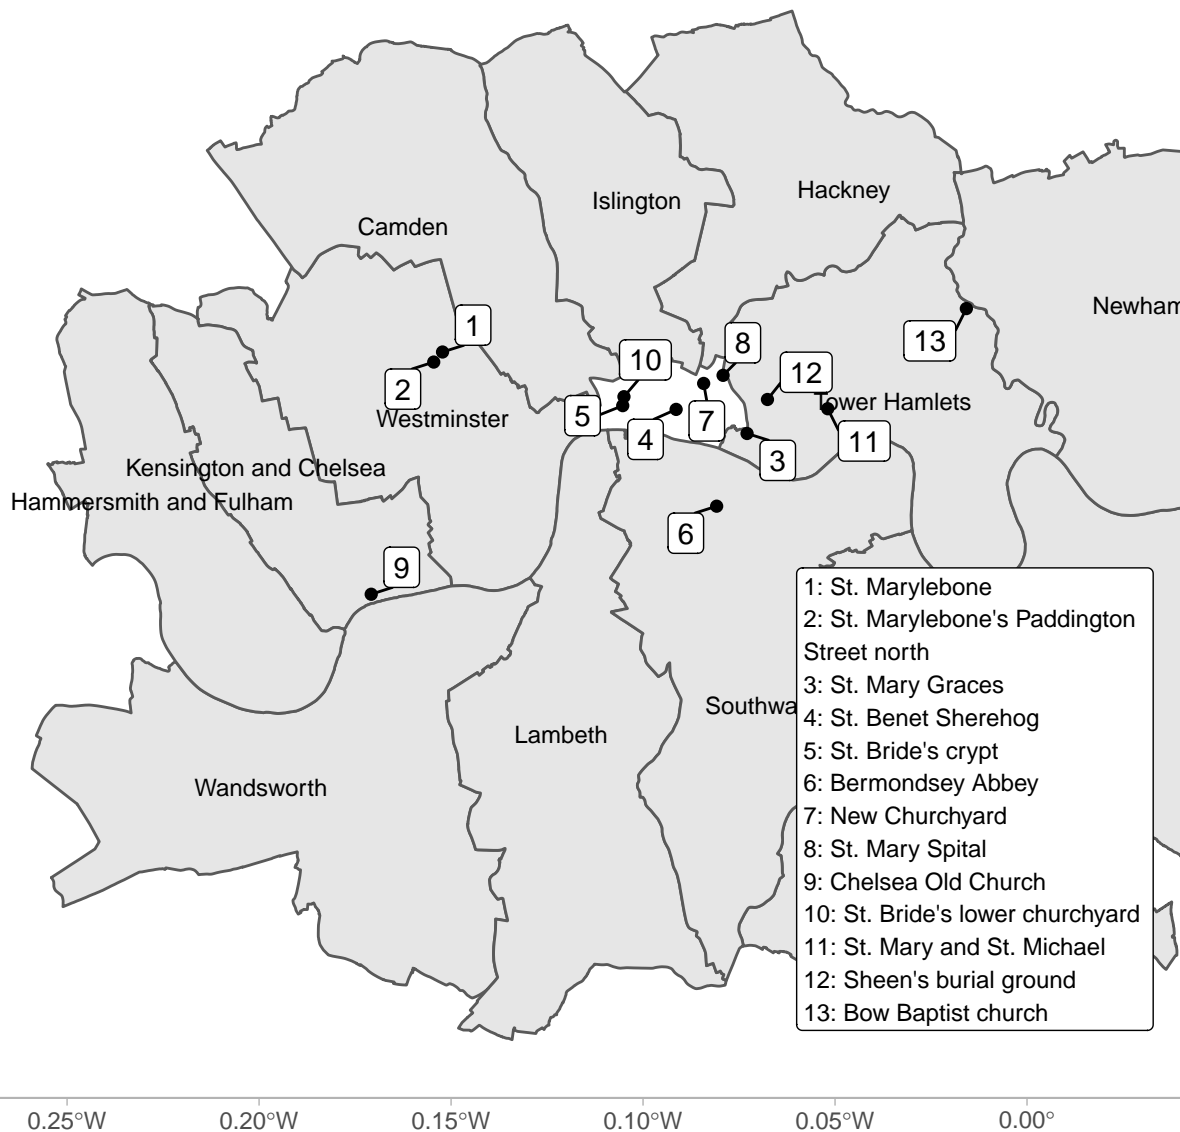 Hackney
Islington
Camden
Newham
1
10
8
13
2
12
Tower Hamlets
5
Westminster
4
7
11
3
Kensington and Chelsea
Hammersmith and Fulham
6
9
Southwa
Lambeth
Wandsworth
1: St. Marylebone
2: St. Marylebone's Paddington
Street north
3: St. Mary Graces
4: St. Benet Sherehog
5: St. Bride's crypt
6: Bermondsey Abbey
7: New Churchyard
8: St. Mary Spital
9: Chelsea Old Church
10: St. Bride's lower churchyard
11: St. Mary and St. Michael
12: Sheen's burial ground
13: Bow Baptist church
0.25°W
0.20°W
0.15°W
0.10°W
0.05°W
0.00°